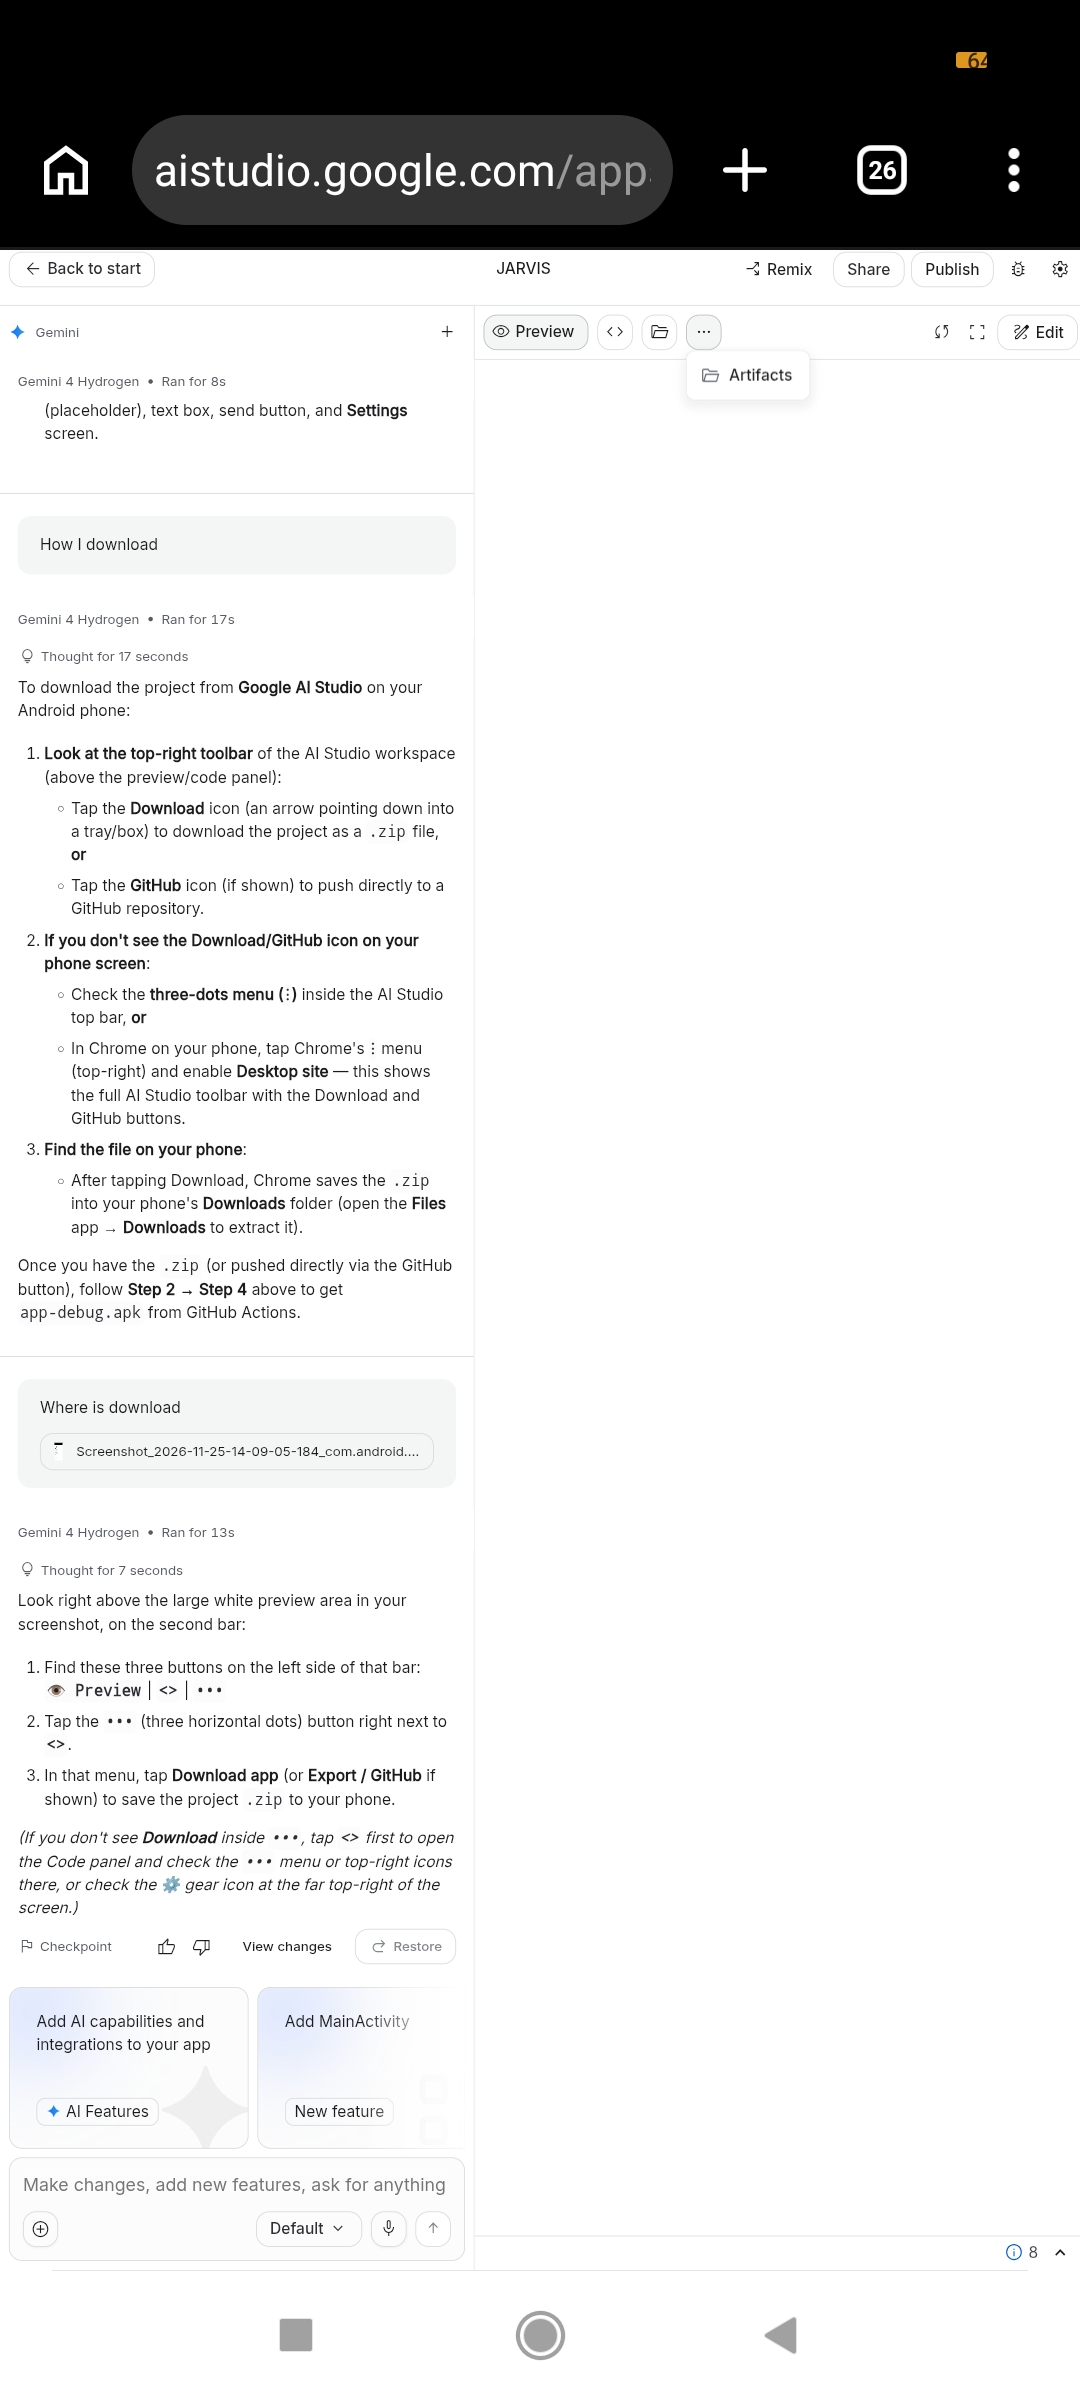 64
aistudio.google.com/app
26
Back to start
JARVIS
Remix
Share
Publish
Gemini
Preview
Edit
Artifacts
Gemini 4 Hydrogen • Ran for 8s
(placeholder), text box, send button, and Settings
screen.
How I download
Gemini 4 Hydrogen • Ran for 17s
Thought for 17 seconds
To download the project from Google AI Studio on your
Android phone:
1. Look at the top-right toolbar of the AI Studio workspace
(above the preview/code panel):
◦ Tap the Download icon (an arrow pointing down into
a tray/box) to download the project as a .zip file,
or
◦ Tap the GitHub icon (if shown) to push directly to a
GitHub repository.
2. If you don't see the Download/GitHub icon on your
phone screen:
◦ Check the three-dots menu (⋮) inside the AI Studio
top bar, or
◦ In Chrome on your phone, tap Chrome's ⋮ menu
(top-right) and enable Desktop site — this shows
the full AI Studio toolbar with the Download and
GitHub buttons.
3. Find the file on your phone:
◦ After tapping Download, Chrome saves the .zip
into your phone's Downloads folder (open the Files
app → Downloads to extract it).
Once you have the .zip (or pushed directly via the GitHub
button), follow Step 2 → Step 4 above to get
app-debug.apk from GitHub Actions.
Where is download
Screenshot_2026-11-25-14-09-05-184_com.android....
Gemini 4 Hydrogen • Ran for 13s
Thought for 7 seconds
Look right above the large white preview area in your
screenshot, on the second bar:
1. Find these three buttons on the left side of that bar:
👁️ Preview | <> | •••
2. Tap the ••• (three horizontal dots) button right next to
<>.
3. In that menu, tap Download app (or Export / GitHub if
shown) to save the project .zip to your phone.
(If you don't see Download inside •••, tap <> first to open
the Code panel and check the ••• menu or top-right icons
there, or check the ⚙️ gear icon at the far top-right of the
screen.)
Checkpoint
View changes
Restore
Add AI capabilities and
integrations to your app
AI Features
Add MainActivity
New feature
Make changes, add new features, ask for anything
Default
8